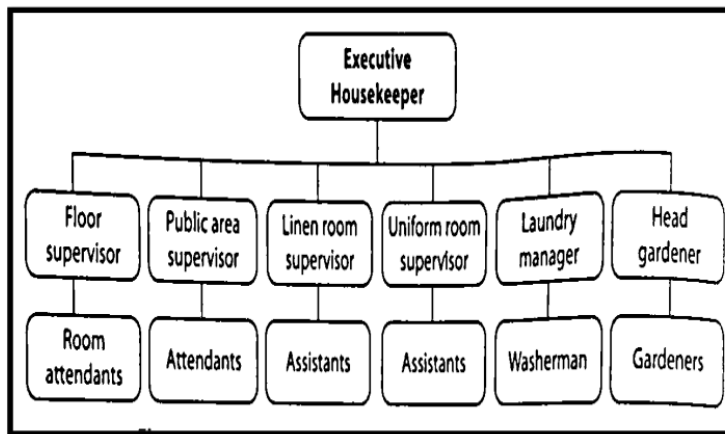 Executive
Housekeeper
Floor
supervisor
Public area
supervisor
Linen room
supervisor
Uniform room
supervisor
Laundry
manager
Head
gardener
Room
attendants
Attendants
Assistants
Assistants
Washerman
Gardeners